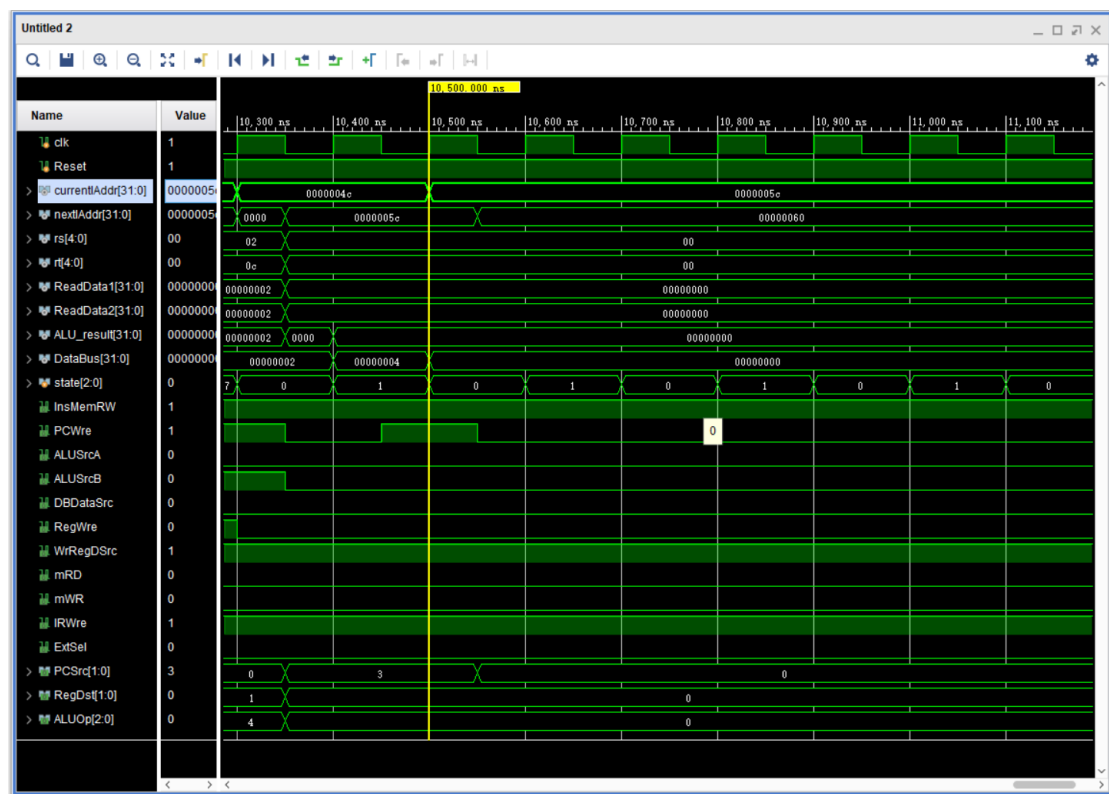 Untitled 2
10,500.000 ns
Name Value
10,300 ns 10,400 ns 10,500 ns 10,600 ns 10,700 ns 10,800 ns 10,900 ns 11,000 ns 11,100 ns
clk 1
Reset 1
currentIAddr[31:0] 0000005 0000004c 0000005c
nextIAddr[31:0] 0000005 0000 0000005c 00000060
rs[4:0] 00 02 00
rt[4:0] 00 0c 00
ReadData1[31:0] 0000000 00000002 00000000
ReadData2[31:0] 0000000 00000002 00000000
ALU_result[31:0] 0000000 00000002 0000 00000000
DataBus[31:0] 0000000 00000002 00000004 00000000
state[2:0] 0 7 0 1 0 1 0 1 0 1 0
InsMemRW 1
PCWre 1 0
ALUSrcA 0
ALUSrcB 0
DBDataSrc 0
RegWre 0
WrRegDSrc 1
mRD 0
mWR 0
IRWre 1
ExtSel 0
PCSrc[1:0] 3 0 3 0
RegDst[1:0] 0 1 0
ALUOp[2:0] 0 4 0